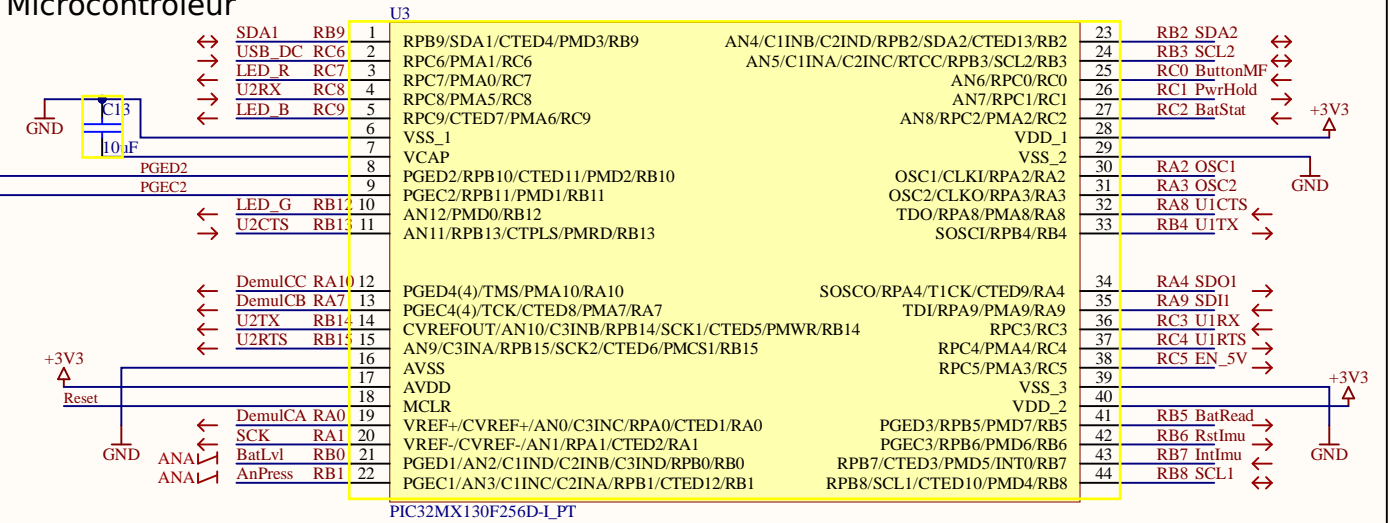 Microcontroleur
U3
SDA1 RB9 1 RPB9/SDA1/CTED4/PMD3/RB9 AN4/C1INB/C2IND/RPB2/SDA2/CTED13/RB2 23 RB2 SDA2
USB_DC RC6 2 RPC6/PMA1/RC6 AN5/C1INA/C2INC/RTCC/RPB3/SCL2/RB3 24 RB3 SCL2
LED_R RC7 3 RPC7/PMA0/RC7 AN6/RPC0/RC0 25 RC0 ButtonMF
U2RX RC8 4 RPC8/PMA5/RC8 AN7/RPC1/RC1 26 RC1 PwrHold
LED_B RC9 5 RPC9/CTED7/PMA6/RC9 AN8/RPC2/PMA2/RC2 27 RC2 BatStat
C13 +3V3
GND 6 VSS_1 VDD_1 28
10uF 7 VCAP VSS_2 29
PGED2 8 PGED2/RPB10/CTED11/PMD2/RB10 OSC1/CLKI/RPA2/RA2 30 RA2 OSC1
PGEC2 9 PGEC2/RPB11/PMD1/RB11 OSC2/CLKO/RPA3/RA3 31 RA3 OSC2 GND
LED_G RB12 10 AN12/PMD0/RB12 TDO/RPA8/PMA8/RA8 32 RA8 U1CTS
U2CTS RB13 11 AN11/RPB13/CTPLS/PMRD/RB13 SOSCI/RPB4/RB4 33 RB4 U1TX
DemulCC RA10 12 PGED4(4)/TMS/PMA10/RA10 SOSCO/RPA4/T1CK/CTED9/RA4 34 RA4 SDO1
DemulCB RA7 13 PGEC4(4)/TCK/CTED8/PMA7/RA7 TDI/RPA9/PMA9/RA9 35 RA9 SDI1
U2TX RB14 14 CVREFOUT/AN10/C3INB/RPB14/SCK1/CTED5/PMWR/RB14 RPC3/RC3 36 RC3 U1RX
U2RTS RB15 15 AN9/C3INA/RPB15/SCK2/CTED6/PMCS1/RB15 RPC4/PMA4/RC4 37 RC4 U1RTS
+3V3 16 AVSS RPC5/PMA3/RC5 38 RC5 EN_5V
17 AVDD VSS_3 39 +3V3
Reset 18 MCLR VDD_2 40
DemulCA RA0 19 VREF+/CVREF+/AN0/C3INC/RPA0/CTED1/RA0 PGED3/RPB5/PMD7/RB5 41 RB5 BatRead
SCK RA1 20 VREF-/CVREF-/AN1/RPA1/CTED2/RA1 PGEC3/RPB6/PMD6/RB6 42 RB6 RstImu
GND ANA BatLvl RB0 21 PGED1/AN2/C1IND/C2INB/C3IND/RPB0/RB0 RPB7/CTED3/PMD5/INT0/RB7 43 RB7 IntImu GND
ANA AnPress RB1 22 PGEC1/AN3/C1INC/C2INA/RPB1/CTED12/RB1 RPB8/SCL1/CTED10/PMD4/RB8 44 RB8 SCL1
PIC32MX130F256D-I_PT